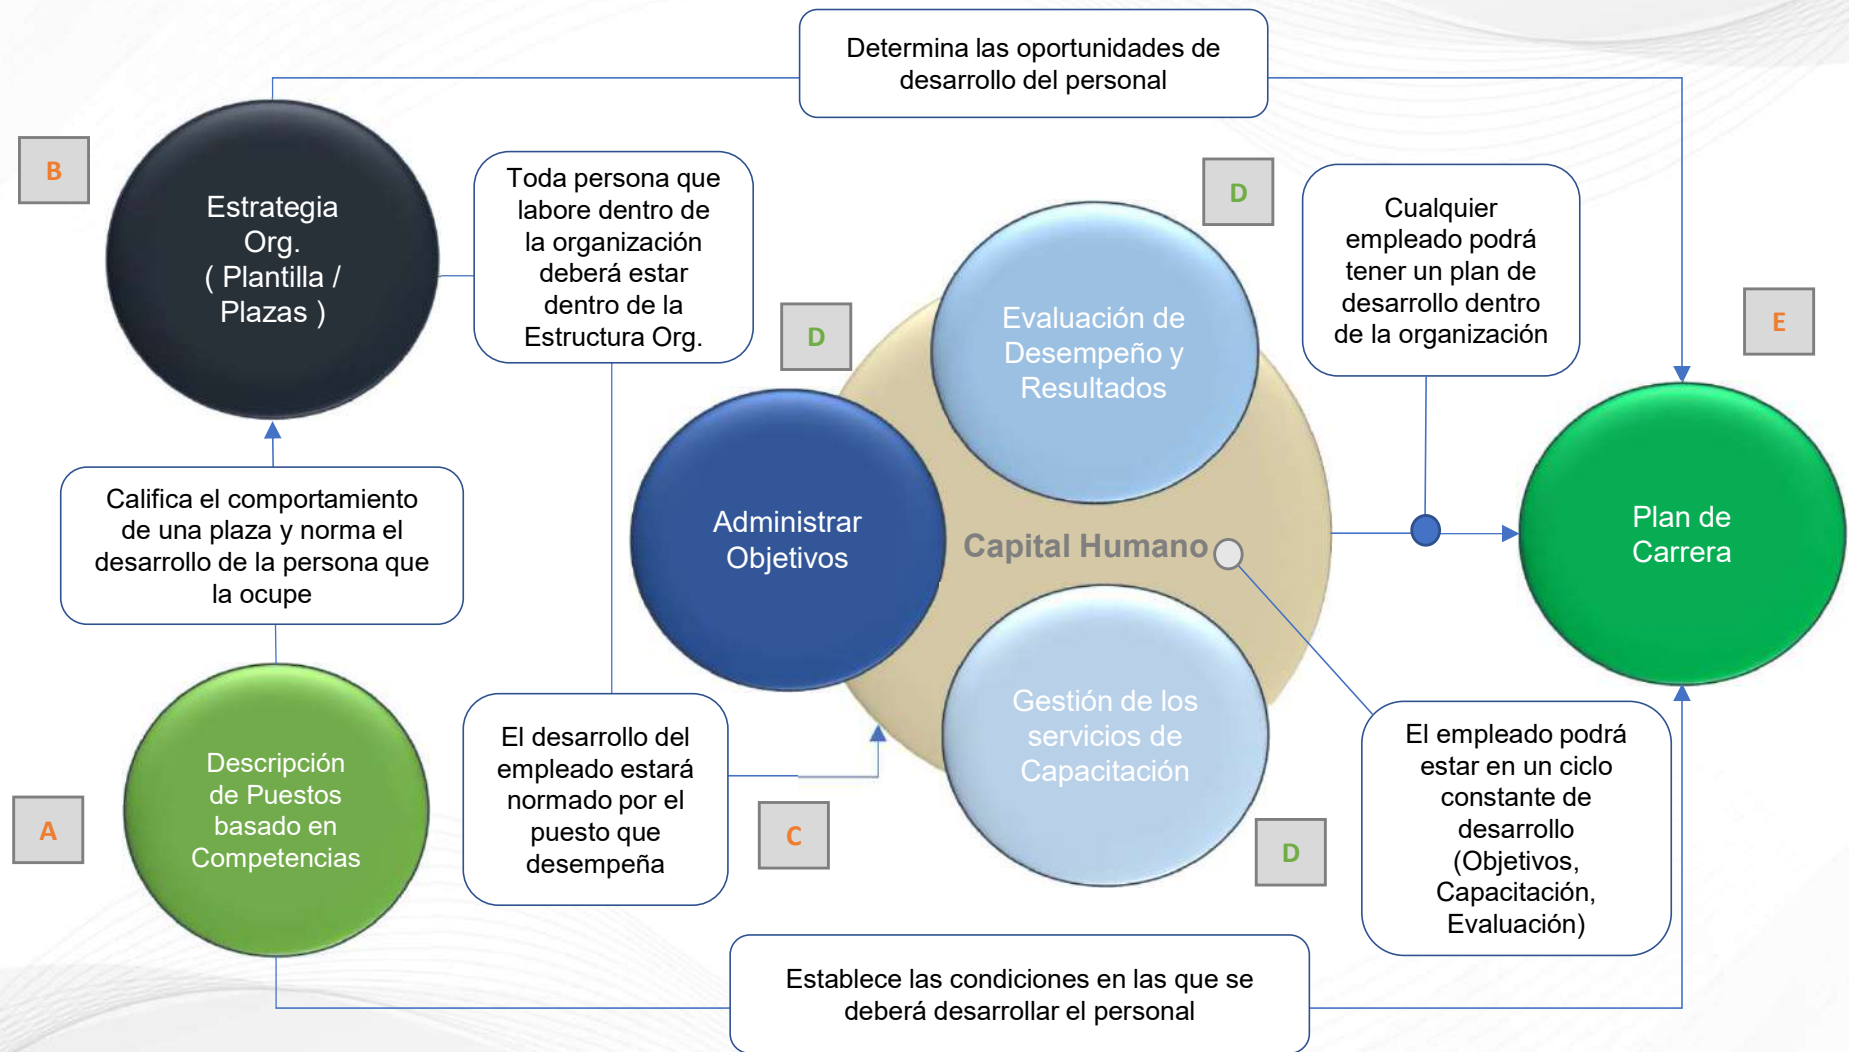 Determina las oportunidades de
desarrollo del personal
B
Estrategia
Org.
( Plantilla /
Plazas )
Toda persona que
labore dentro de
la organización
deberá estar
dentro de la
Estructura Org.
D
Evaluación de
Desempeño y
Resultados
Cualquier
empleado podrá
tener un plan de
desarrollo dentro
de la organización
E
D
Administrar
Objetivos
Capital Humano
Plan de
Carrera
Califica el comportamiento
de una plaza y norma el
desarrollo de la persona que
la ocupe
A
Descripción
de Puestos
basado en
Competencias
El desarrollo del
empleado estará
normado por el
puesto que
desempeña
C
Gestión de los
servicios de
Capacitación
D
El empleado podrá
estar en un ciclo
constante de
desarrollo
(Objetivos,
Capacitación,
Evaluación)
Establece las condiciones en las que se
deberá desarrollar el personal